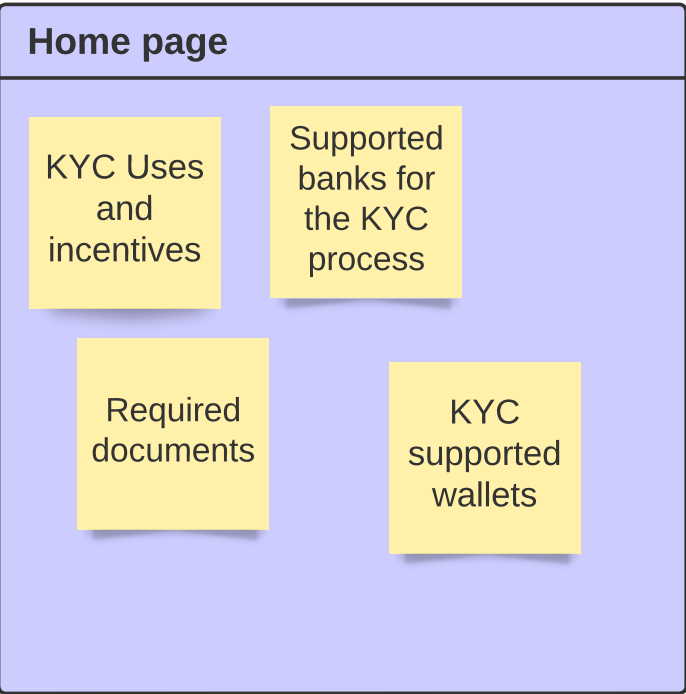 Home page
KYC Uses
and
incentives
Supported
banks for
the KYC
process
Required
documents
KYC
supported
wallets